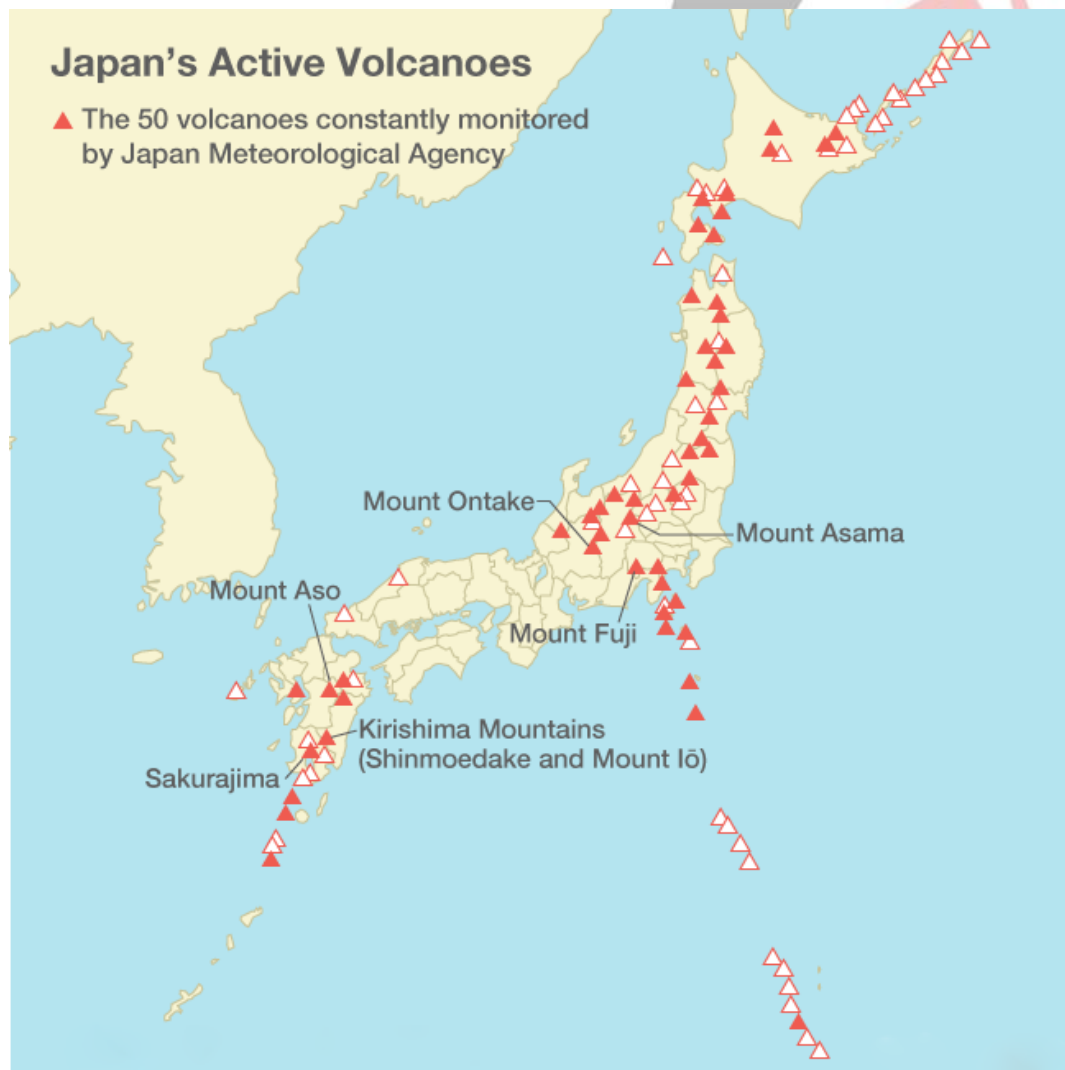 Japan's Active Volcanoes
The 50 volcanoes constantly monitored
by Japan Meteorological Agency
Mount Ontake
Mount Asama
Mount Aso
Mount Fuji
Kirishima Mountains
(Shinmoedake and Mount Iō)
Sakurajima